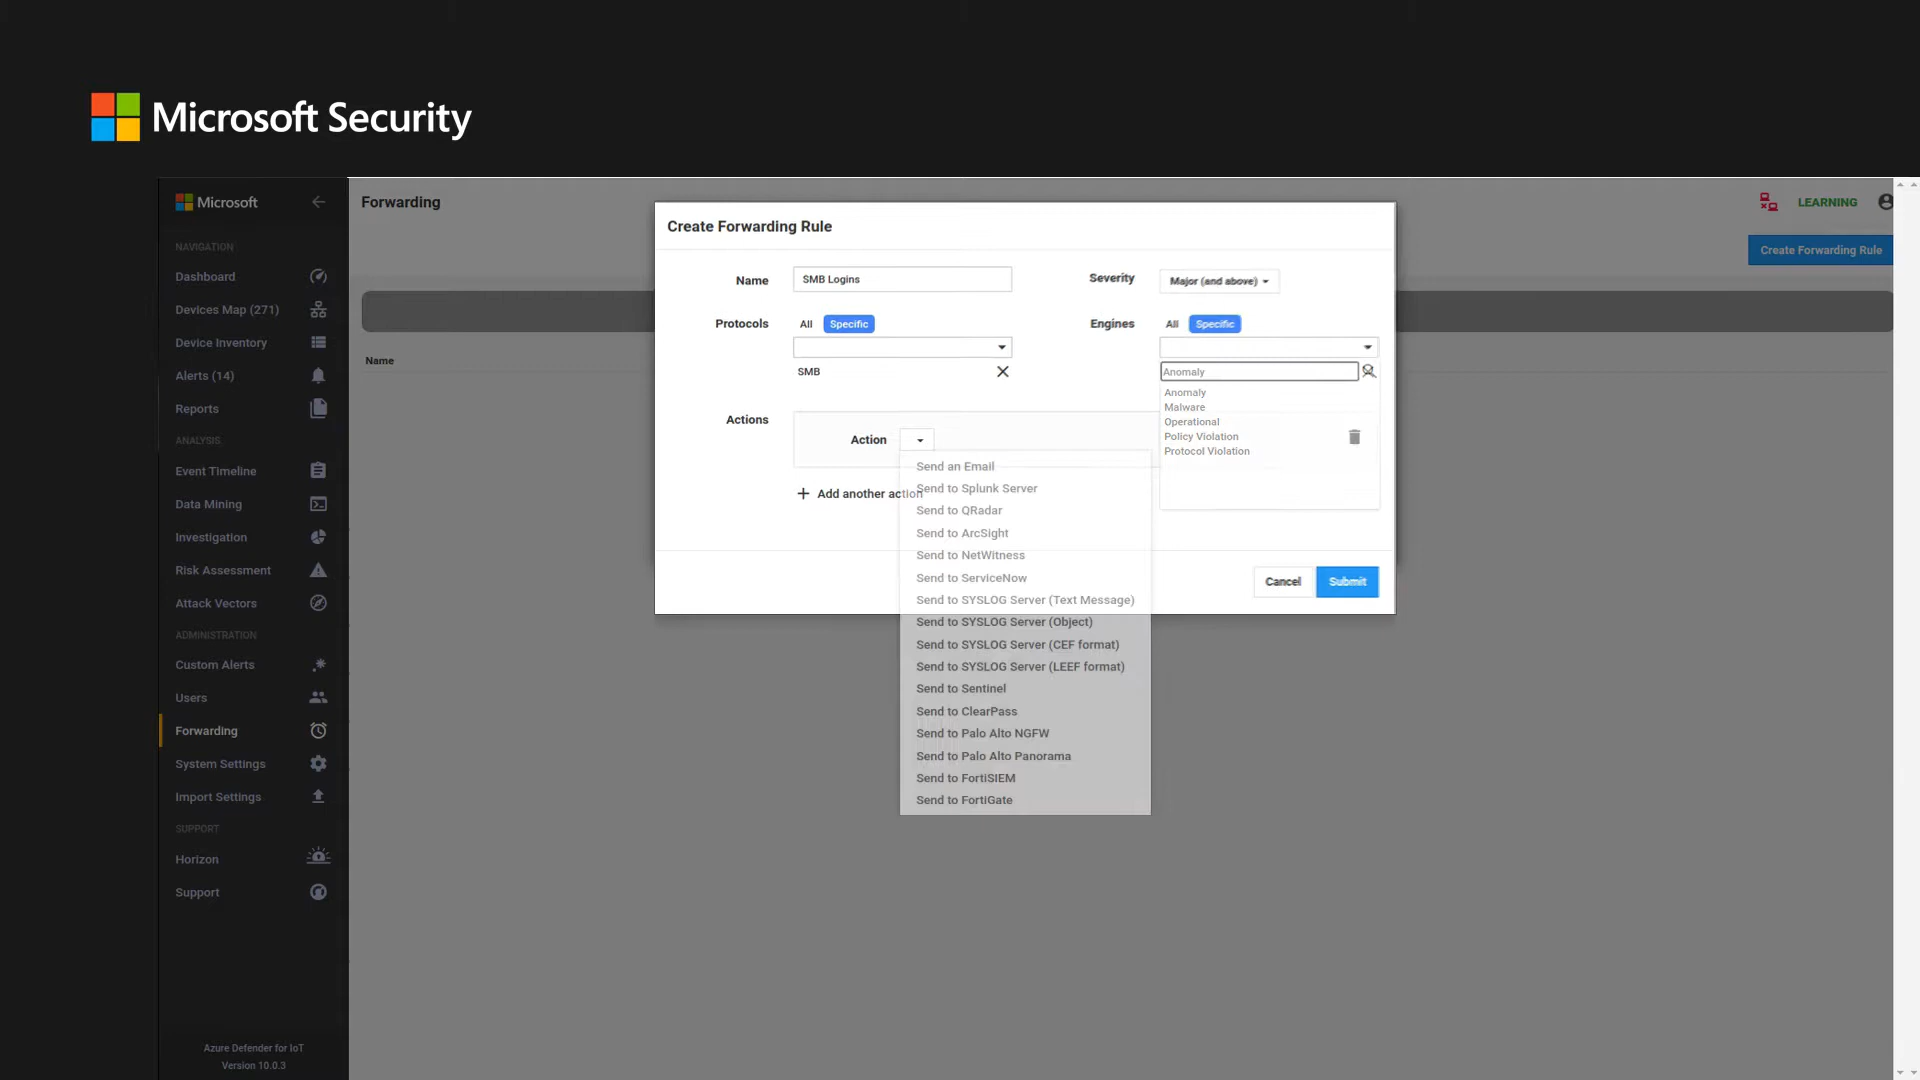 Microsoft Security
Microsoft
NAVIGATION
Dashboard
Devices Map (271)
Device Inventory
Alerts (14)
Reports
ANALYSIS
Event Timeline
Data Mining
Investigation
Risk Assessment
Attack Vectors
ADMINISTRATION
Custom Alerts
Users
Forwarding
System Settings
Import Settings
SUPPORT
Horizon
Support
Azure Defender for IoT
Version 10.0.3
Forwarding
LEARNING
Create Forwarding Rule
Name
Create Forwarding Rule
Name SMB Logins
Severity Major (and above)
Protocols All Specific
SMB
Engines All Specific
Anomaly
Anomaly
Malware
Operational
Policy Violation
Protocol Violation
Actions
Action
Add another action
Send an Email
Send to Splunk Server
Send to QRadar
Send to ArcSight
Send to NetWitness
Send to ServiceNow
Send to SYSLOG Server (Text Message)
Send to SYSLOG Server (Object)
Send to SYSLOG Server (CEF format)
Send to SYSLOG Server (LEEF format)
Send to Sentinel
Send to ClearPass
Send to Palo Alto NGFW
Send to Palo Alto Panorama
Send to FortiSIEM
Send to FortiGate
Cancel Submit